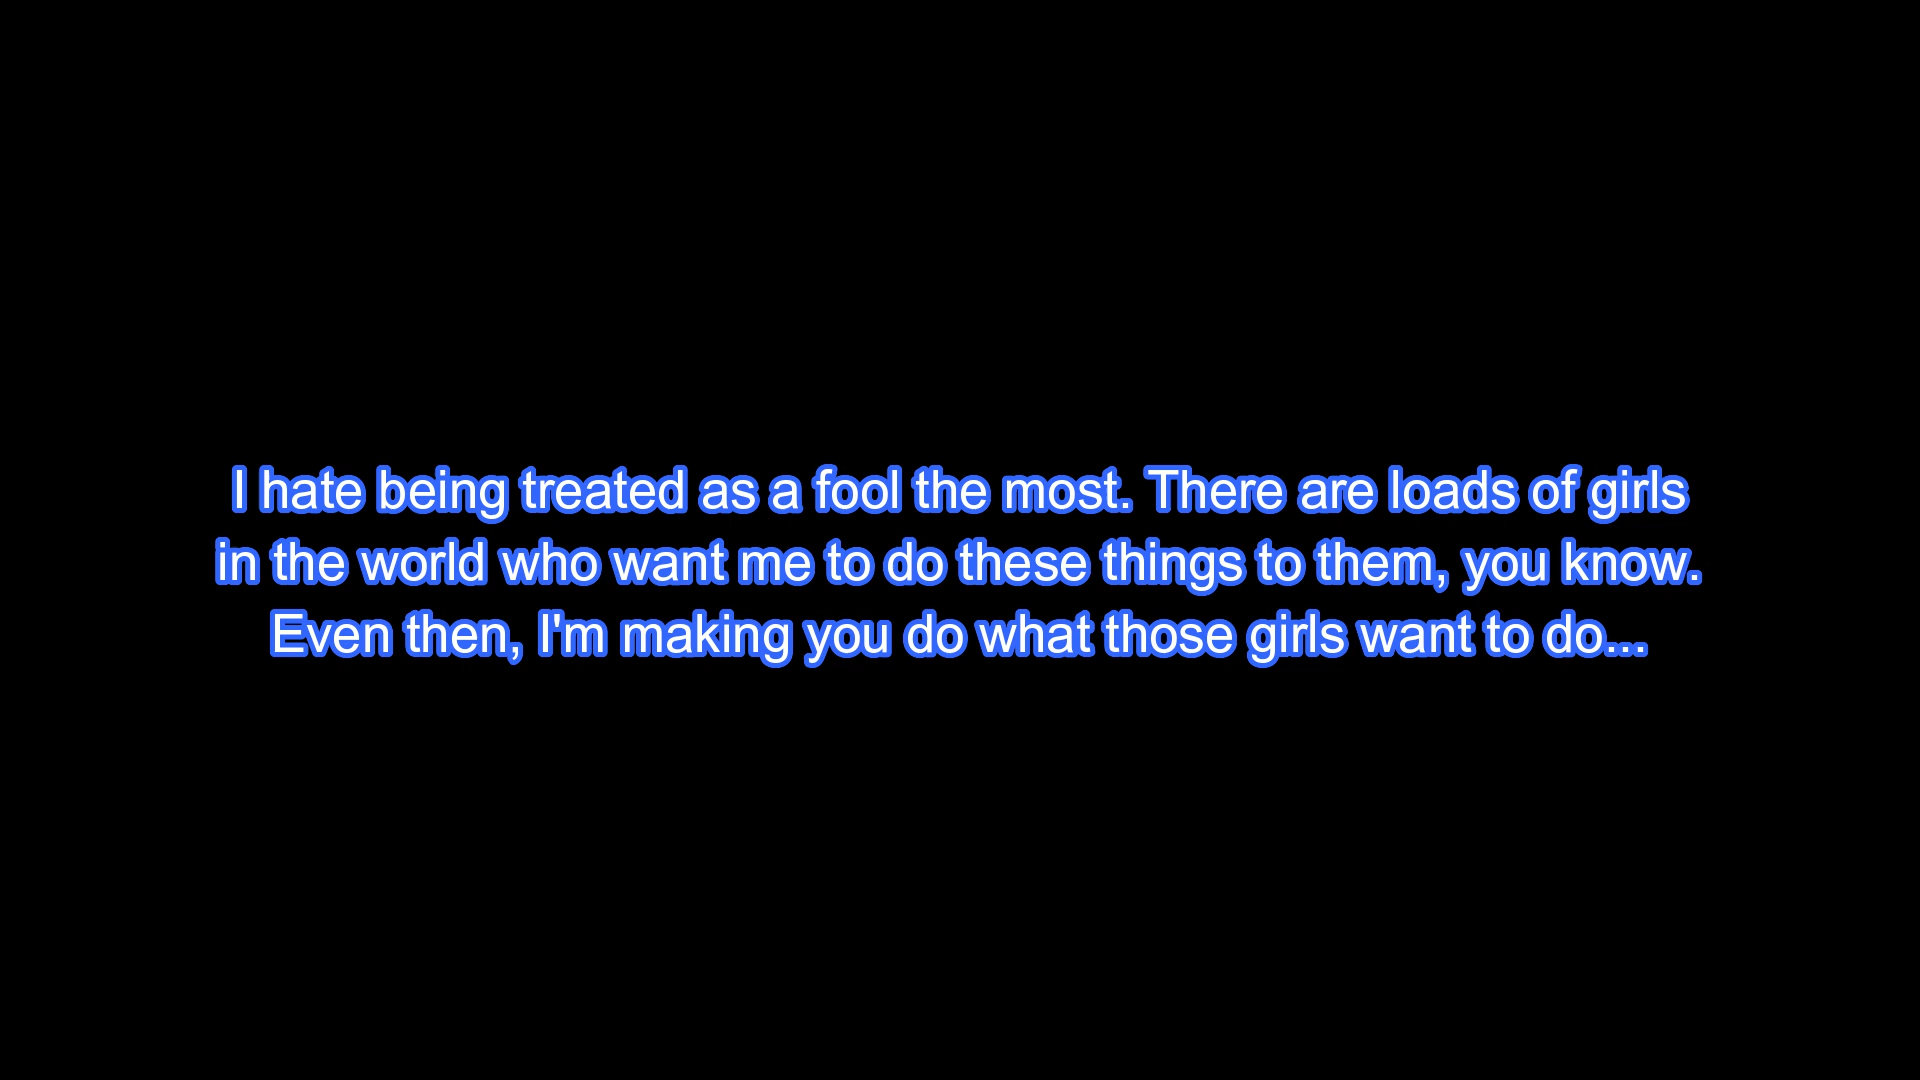 I hate being treated as a fool the most. There are loads of girls
in the world who want me to do these things to them, you know.
Even then, I'm making you do what those girls want to do...